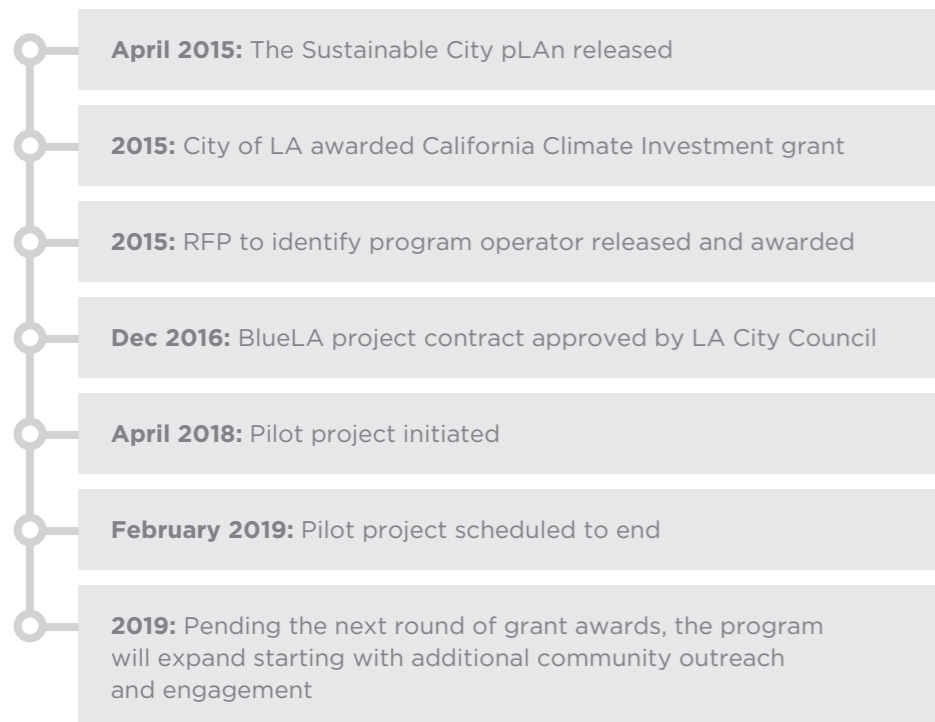 April 2015: The Sustainable City pLAn released
2015: City of LA awarded California Climate Investment grant
2015: RFP to identify program operator released and awarded
Dec 2016: BlueLA project contract approved by LA City Council
April 2018: Pilot project initiated
February 2019: Pilot project scheduled to end
2019: Pending the next round of grant awards, the program
will expand starting with additional community outreach
and engagement